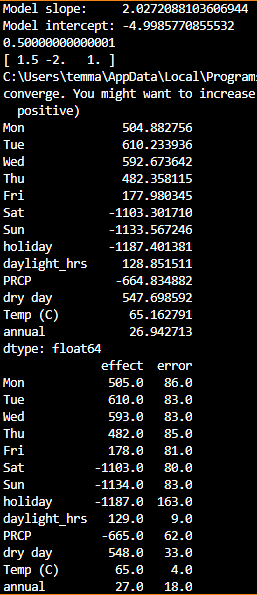 Model slope:    2.0272088103606944
Model intercept: -4.9985770855532
0.50000000000001
[ 1.5 -2.   1. ]
C:\Users\temma\AppData\Local\Programs
converge. You might want to increase
  positive)
Mon              504.882756
Tue              610.233936
Wed              592.673642
Thu              482.358115
Fri              177.980345
Sat            -1103.301710
Sun            -1133.567246
holiday        -1187.401381
daylight_hrs     128.851511
PRCP            -664.834882
dry day          547.698592
Temp (C)          65.162791
annual            26.942713
dtype: float64
              effect  error
Mon            505.0   86.0
Tue            610.0   83.0
Wed            593.0   83.0
Thu            482.0   85.0
Fri            178.0   81.0
Sat          -1103.0   80.0
Sun          -1134.0   83.0
holiday      -1187.0  163.0
daylight_hrs   129.0    9.0
PRCP          -665.0   62.0
dry day        548.0   33.0
Temp (C)        65.0    4.0
annual          27.0   18.0